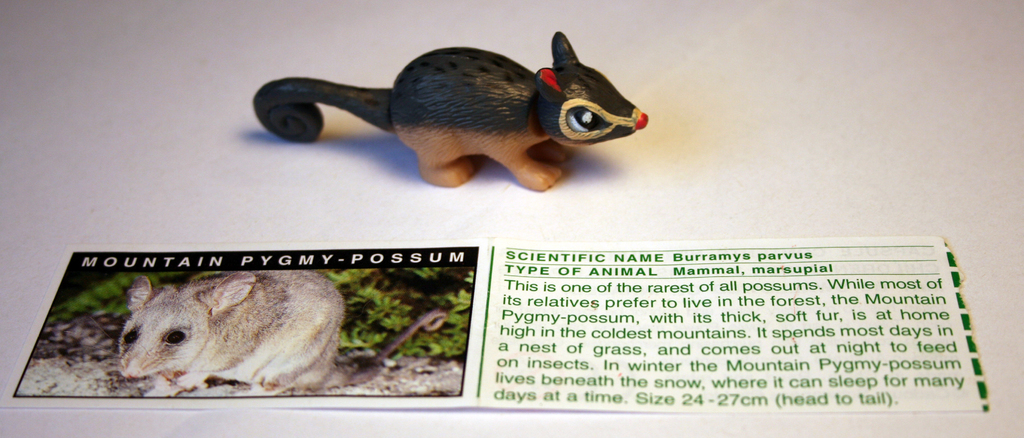 MOUNTAIN PYGMY-POSSUM
SCIENTIFIC NAME Burramys parvus
TYPE OF ANIMAL Mammal, marsupial
This is one of the rarest of all possums. While most of
its relatives prefer to live in the forest, the Mountain
Pygmy-possum, with its thick, soft fur, is at home
high in the coldest mountains. It spends most days in
a nest of grass, and comes out at night to feed
on insects. In winter the Mountain Pygmy-possum
lives beneath the snow, where it can sleep for many
days at a time. Size 24-27cm (head to tail).